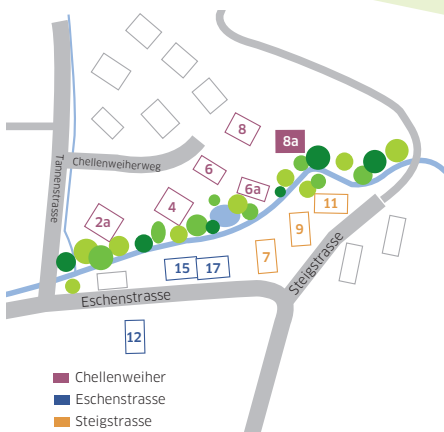 8
8a
Chellenweiherweg
6
6a
Tannenstrasse
4
11
2a
9
7
15
17
Steigstrasse
Eschenstrasse
12
Chellenweiher
Eschenstrasse
Steigstrasse